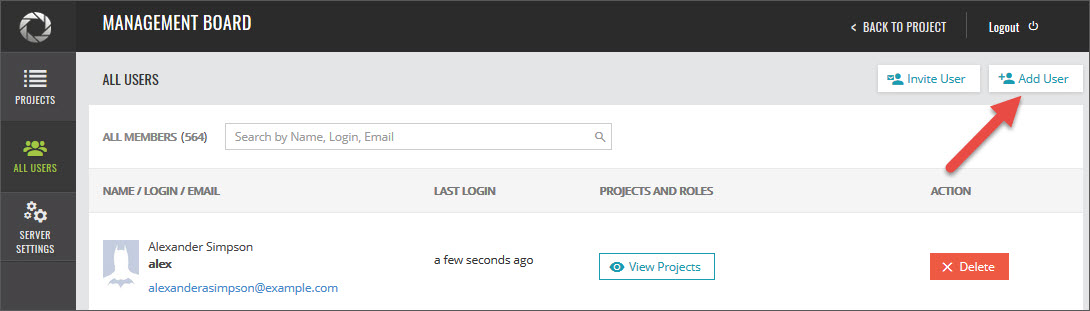 MANAGEMENT BOARD
< BACK TO PROJECT
Logout
PROJECTS
ALL USERS
SERVER
SETTINGS
ALL USERS
Invite User
Add User
ALL MEMBERS (564)
Search by Name, Login, Email
NAME / LOGIN / EMAIL
LAST LOGIN
PROJECTS AND ROLES
ACTION
Alexander Simpson
alex
alexanderasimpson@example.com
a few seconds ago
View Projects
Delete